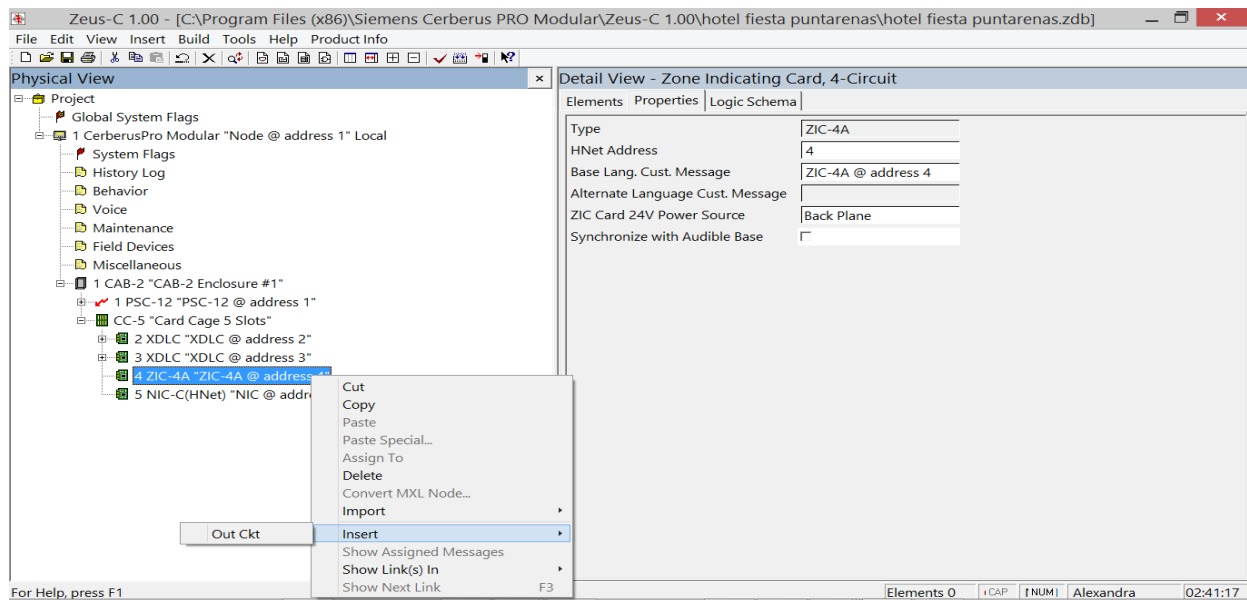 Zeus-C 1.00 - [C:\Program Files (x86)\Siemens Cerberus PRO Modular\Zeus-C 1.00\hotel fiesta puntarenas\hotel fiesta puntarenas.zdb]
File Edit View Insert Build Tools Help Product Info
Physical View
Project
Global System Flags
1 CerberusPro Modular "Node @ address 1" Local
System Flags
History Log
Behavior
Voice
Maintenance
Field Devices
Miscellaneous
1 CAB-2 "CAB-2 Enclosure #1"
1 PSC-12 "PSC-12 @ address 1"
CC-5 "Card Cage 5 Slots"
2 XDLC "XDLC @ address 2"
3 XDLC "XDLC @ address 3"
4 ZIC-4A "ZIC-4A @ address 4"
5 NIC-C(HNet) "NIC @ addr
Cut
Copy
Paste
Paste Special...
Assign To
Delete
Convert MXL Node...
Import
Insert
Out Ckt
Show Assigned Messages
Show Link(s) In
Show Next Link F3
Detail View - Zone Indicating Card, 4-Circuit
Elements Properties Logic Schema
Type ZIC-4A
HNet Address 4
Base Lang. Cust. Message ZIC-4A @ address 4
Alternate Language Cust. Message
ZIC Card 24V Power Source Back Plane
Synchronize with Audible Base
For Help, press F1 Elements 0 CAP NUM Alexandra 02:41:17